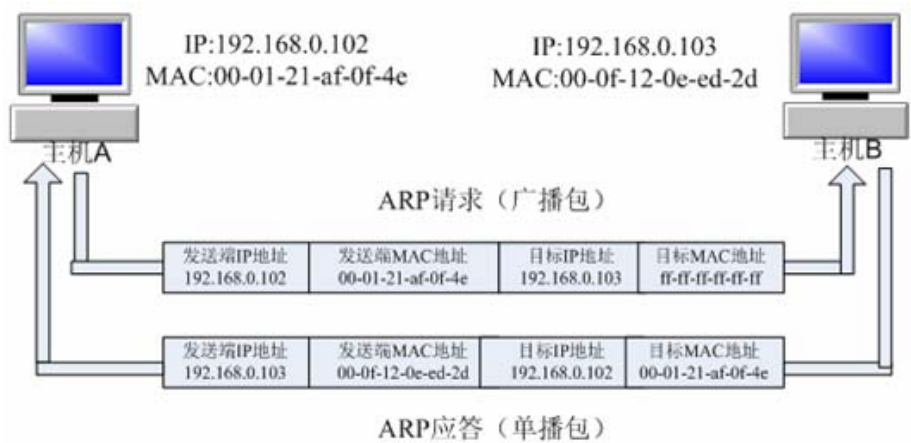 IP:192.168.0.102
MAC:00-01-21-af-0f-4e
IP:192.168.0.103
MAC:00-0f-12-0e-ed-2d
主机A
主机B
ARP请求（广播包）
发送端IP地址 发送端MAC地址 目标IP地址 目标MAC地址
192.168.0.102 00-01-21-af-0f-4e 192.168.0.103 ff-ff-ff-ff-ff-ff
发送端IP地址 发送端MAC地址 目标IP地址 目标MAC地址
192.168.0.103 00-0f-12-0e-ed-2d 192.168.0.102 00-01-21-af-0f-4e
ARP应答（单播包）